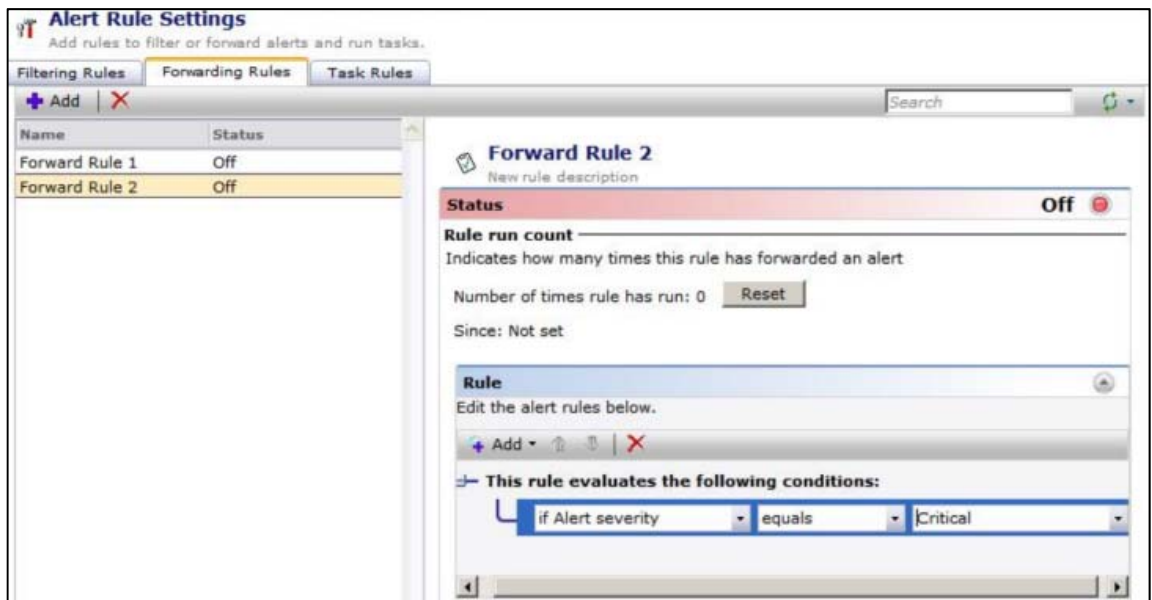 Alert Rule Settings
Add rules to filter or forward alerts and run tasks.
Filtering Rules Forwarding Rules Task Rules
Add
Search
Name Status
Forward Rule 1 Off
Forward Rule 2 Off
Forward Rule 2
New rule description
Status Off
Rule run count
Indicates how many times this rule has forwarded an alert
Number of times rule has run: 0 Reset
Since: Not set
Rule
Edit the alert rules below.
Add
This rule evaluates the following conditions:
if Alert severity equals Critical